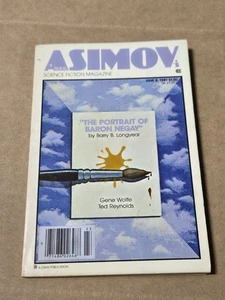 ASIMOV'S
SCIENCE FICTION MAGAZINE
"THE PORTRAIT OF
BARON NEGAY"
by Barry B. Longyear
Gene Wolfe
Ted Reynolds